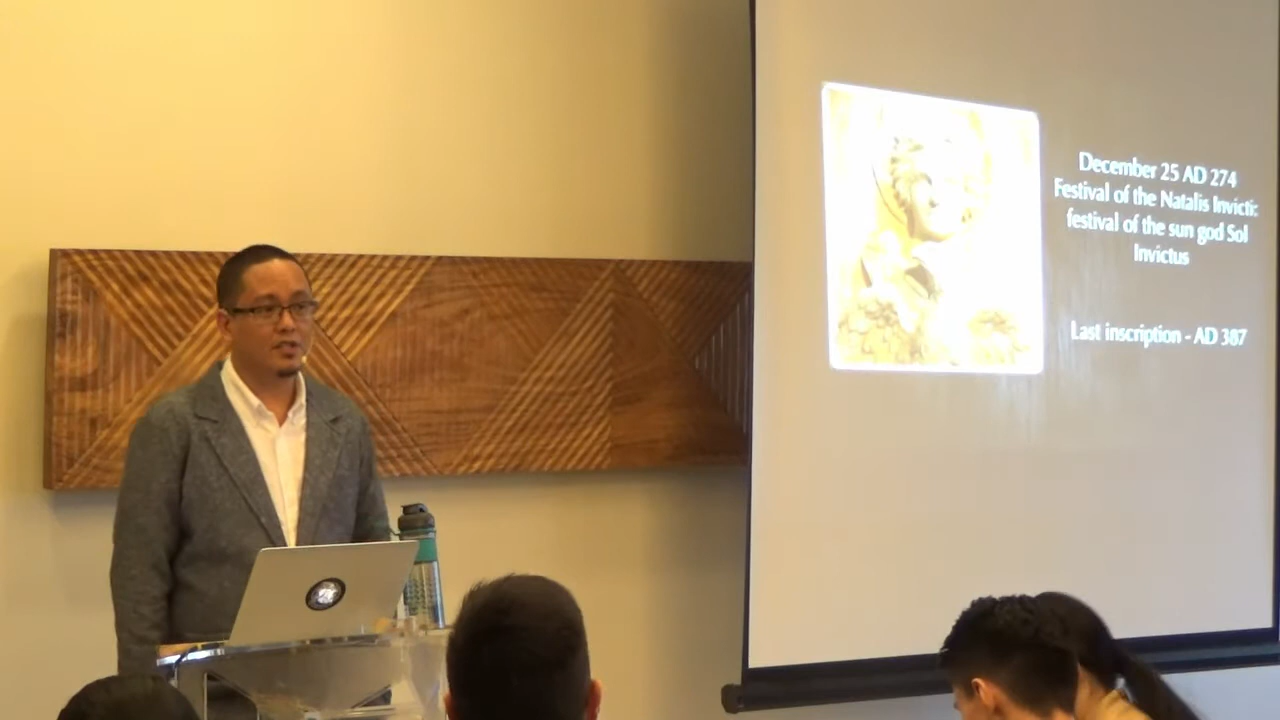 December 25 AD 274
Festival of the Natalis Invicti:
festival of the sun god Sol
Invictus
Last inscription - AD 387